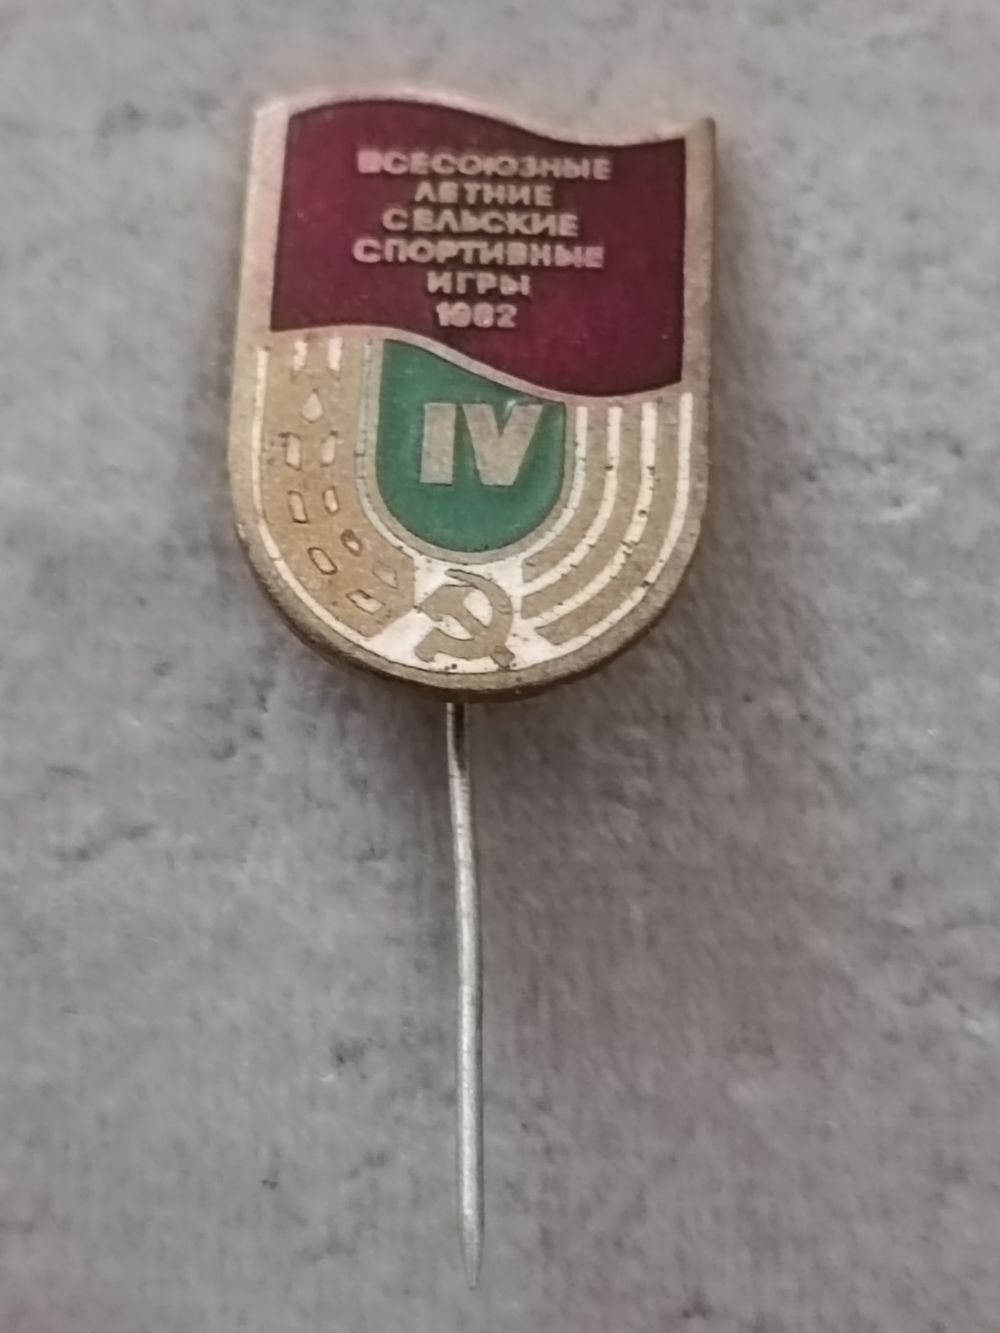 ВСЕСОЮЗНЫЕ
ЛЕТНИЕ
СЕЛЬСКИЕ
СПОРТИВНЫЕ
ИГРЫ
1982
IV